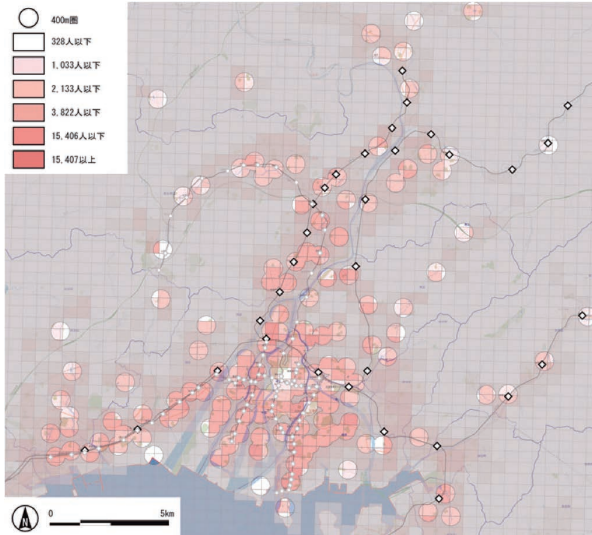 400m圏
328人以下
1,033人以下
2,133人以下
3,822人以下
15,406人以下
15,407以上
N
0 5km